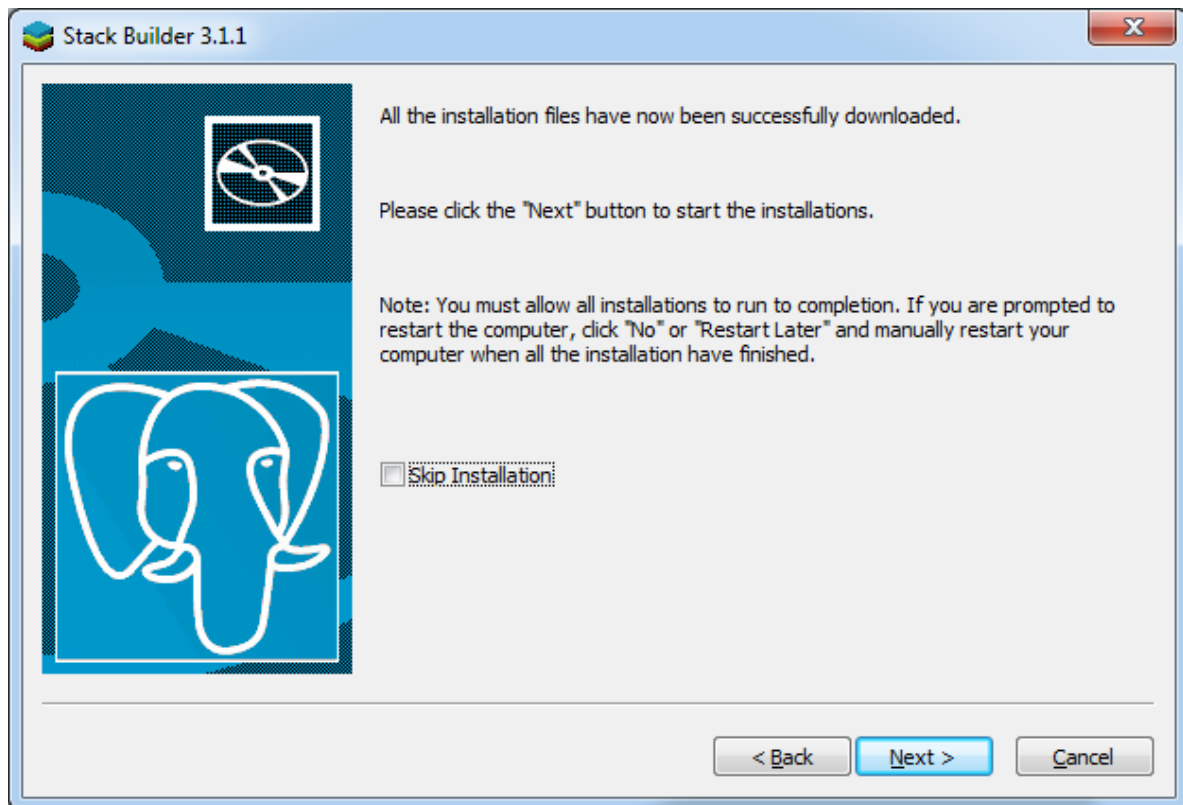 Stack Builder 3.1.1
All the installation files have now been successfully downloaded.
Please click the "Next" button to start the installations.
Note: You must allow all installations to run to completion. If you are prompted to
restart the computer, click "No" or "Restart Later" and manually restart your
computer when all the installation have finished.
Skip Installation
< Back
Next >
Cancel